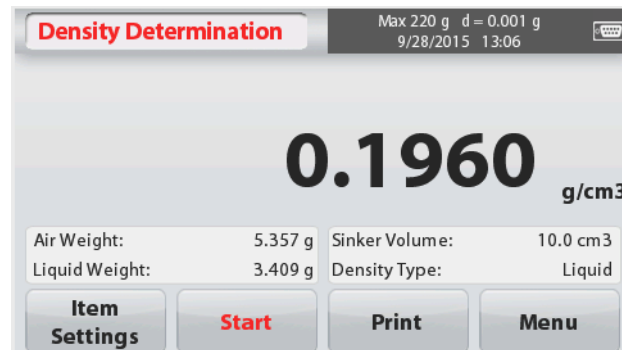 Density Determination
Max 220 g d = 0.001 g
9/28/2015 13:06
0.1960
g/cm3
Air Weight: 5.357 g Sinker Volume: 10.0 cm3
Liquid Weight: 3.409 g Density Type: Liquid
Item
Settings
Start
Print
Menu